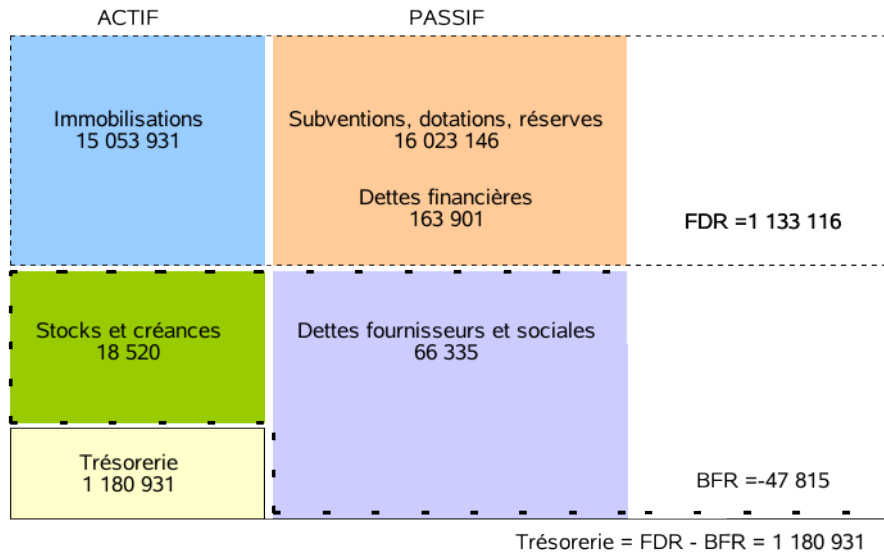 ACTIF
PASSIF
Immobilisations
15 053 931
Subventions, dotations, réserves
16 023 146
Dettes financières
163 901
FDR =1 133 116
Stocks et créances
18 520
Dettes fournisseurs et sociales
66 335
Trésorerie
1 180 931
BFR =-47 815
Trésorerie = FDR - BFR = 1 180 931